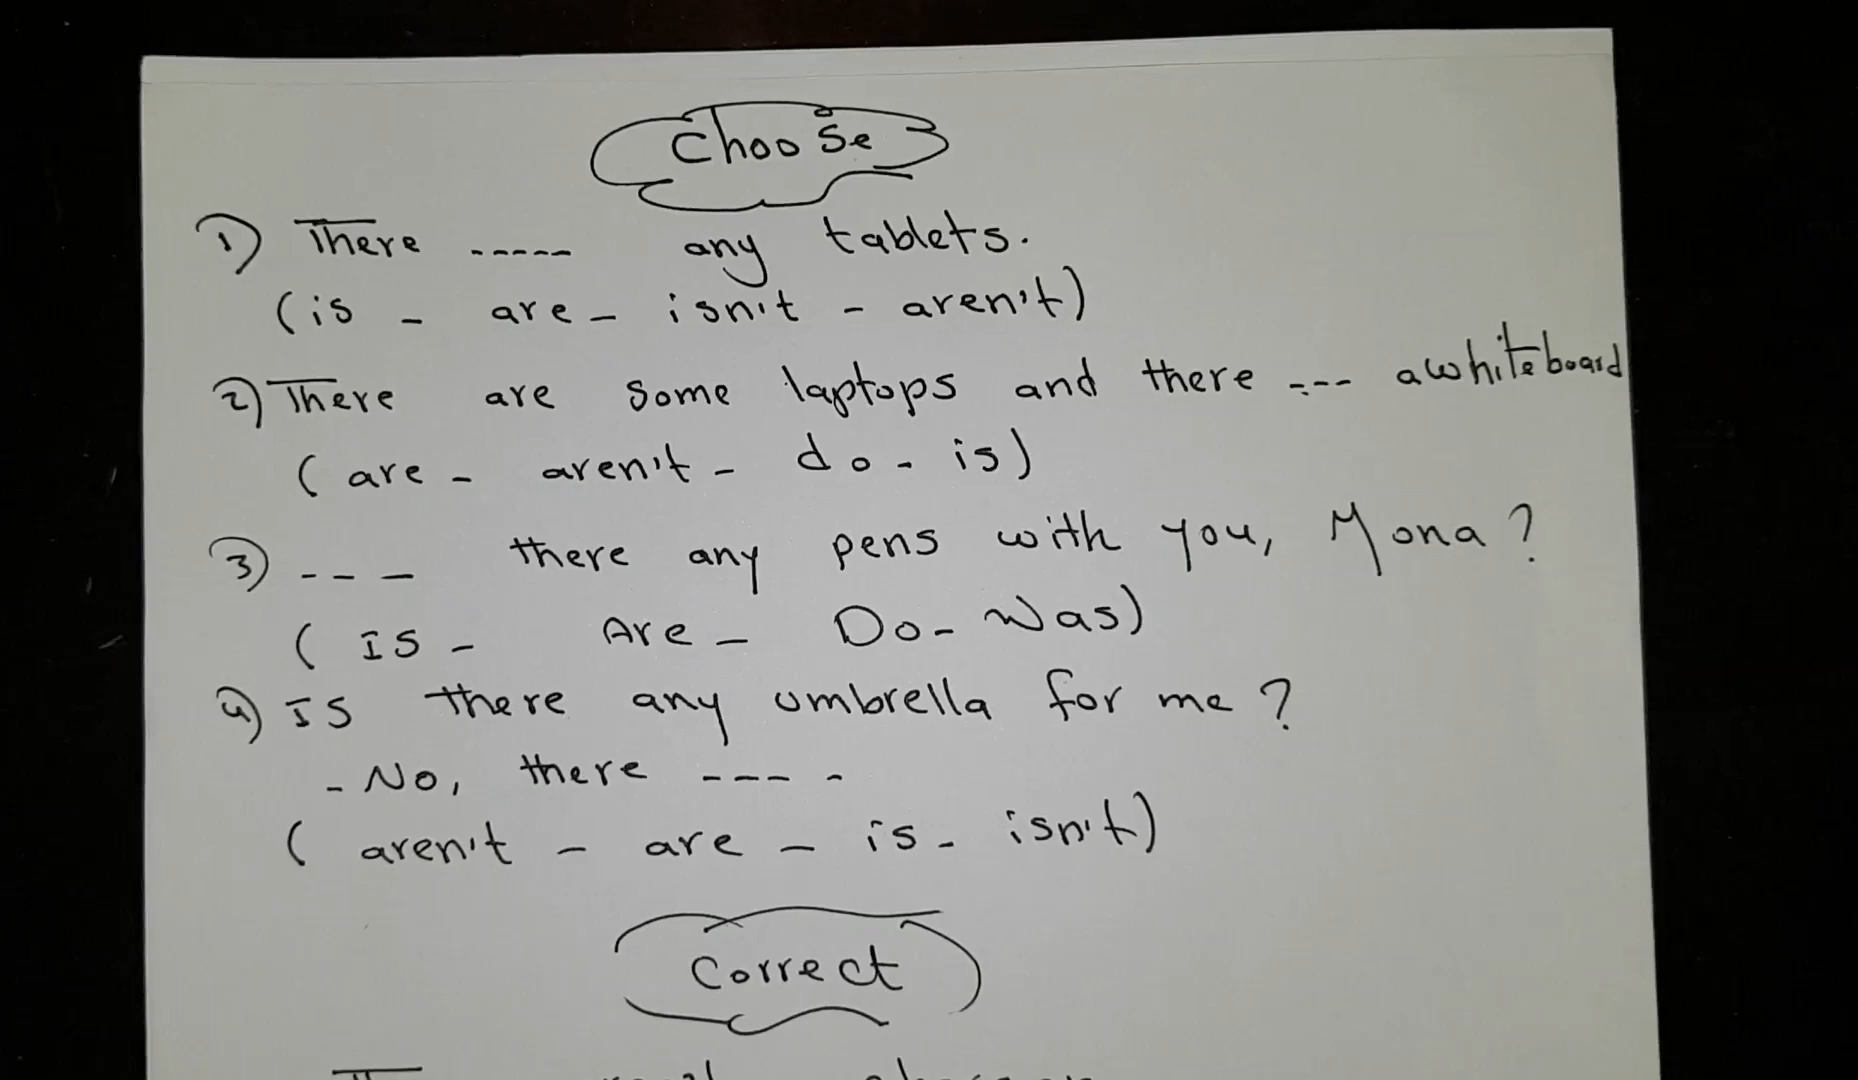 Choose
1) There ----- any tablets.
(is - are - isn't - aren't)
2) There are some laptops and there --- a whiteboard
(are - aren't - do - is)
3) --- there any pens with you, Mona?
(Is - Are - Do - Was)
4) Is there any umbrella for me?
- No, there ----.
(aren't - are - is - isn't)
Correct